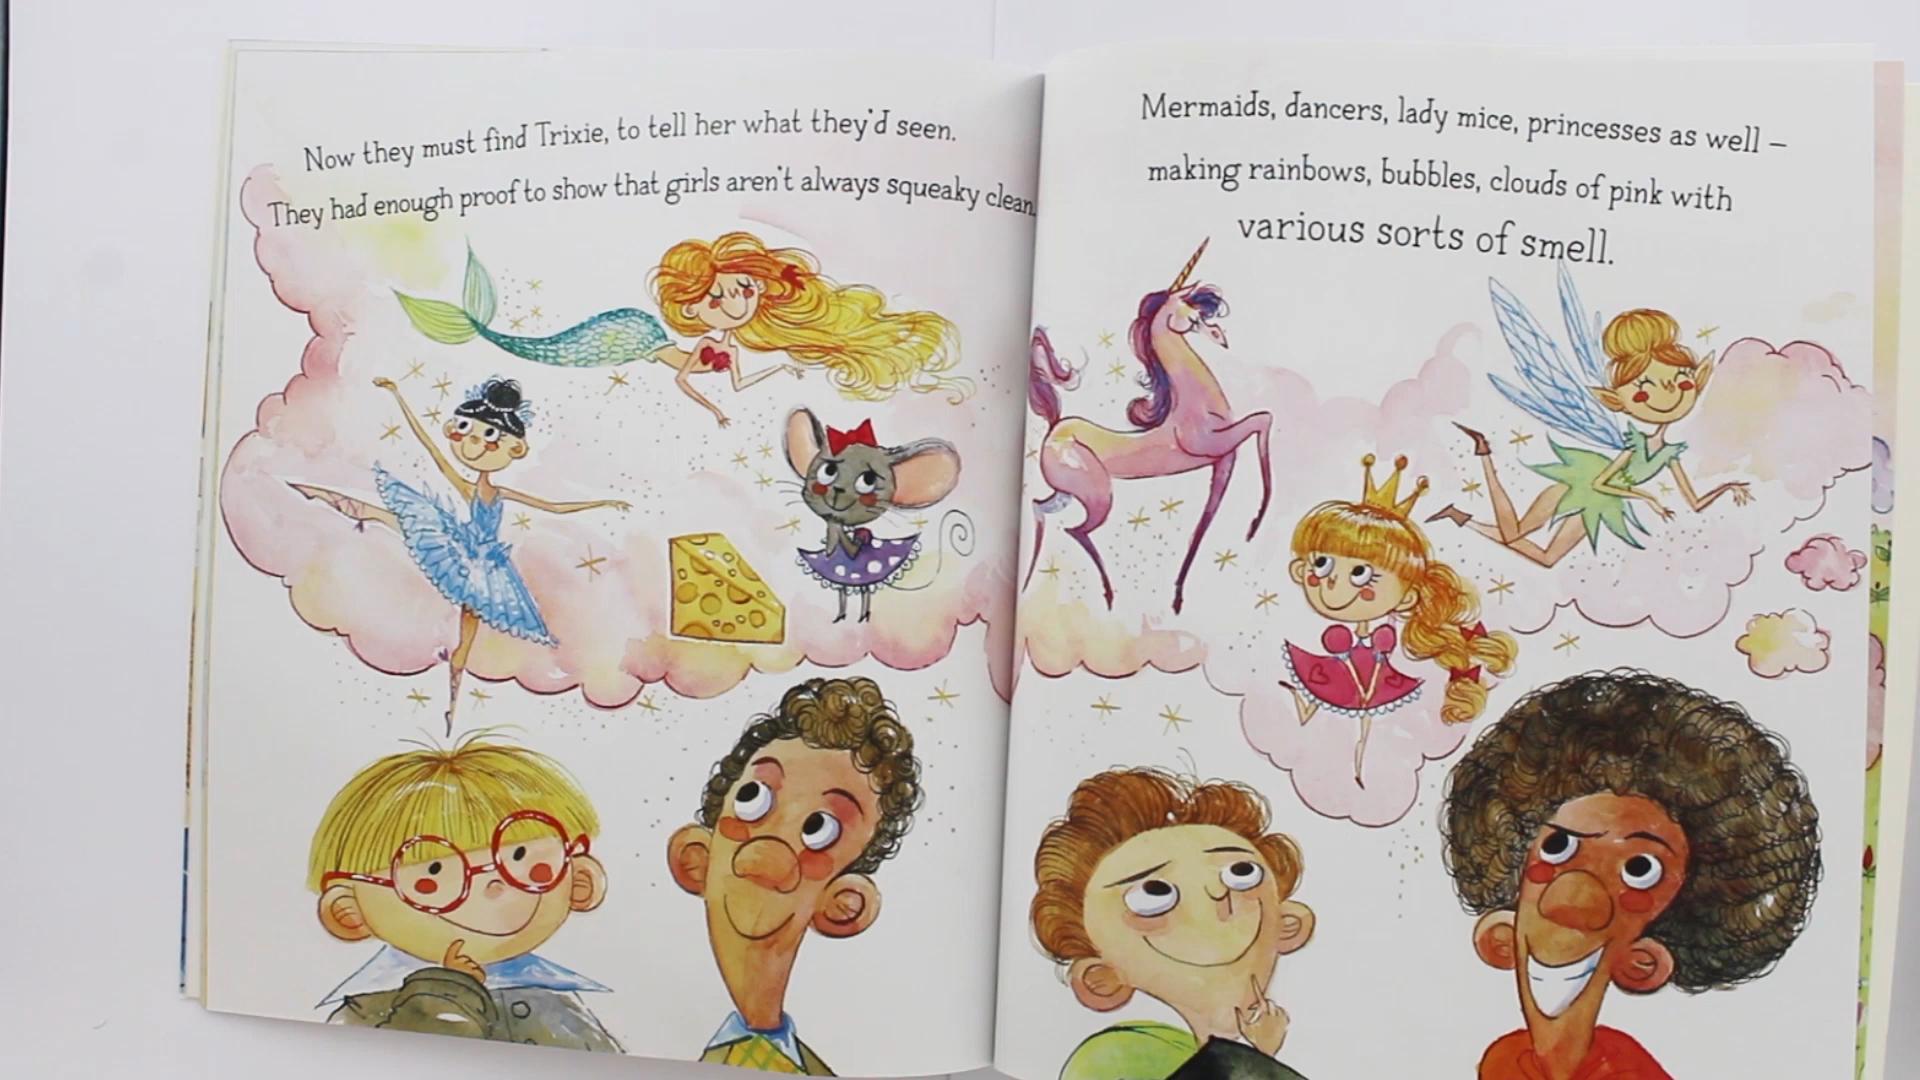 Now they must find Trixie, to tell her what they'd seen.
They had enough proof to show that girls aren't always squeaky clean.
Mermaids, dancers, lady mice, princesses as well –
making rainbows, bubbles, clouds of pink with
various sorts of smell.